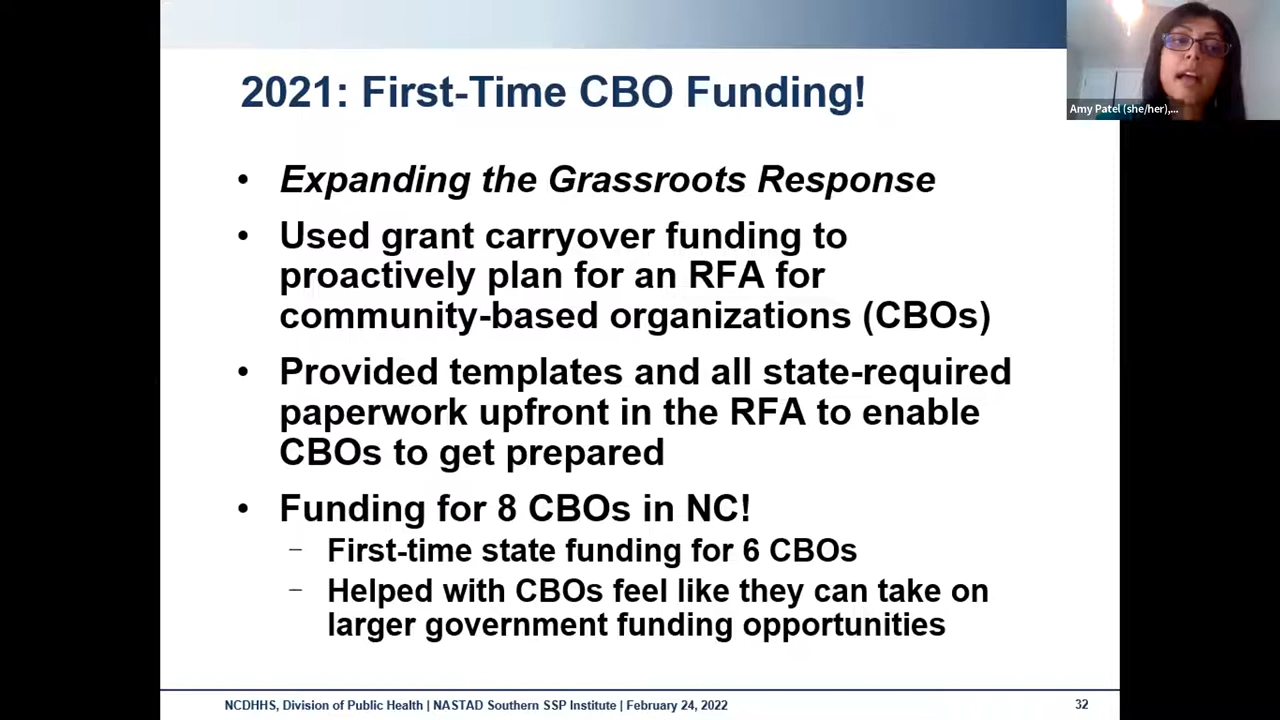 2021: First-Time CBO Funding!
Amy Patel (she/her),...
• Expanding the Grassroots Response
• Used grant carryover funding to
proactively plan for an RFA for
community-based organizations (CBOs)
• Provided templates and all state-required
paperwork upfront in the RFA to enable
CBOs to get prepared
• Funding for 8 CBOs in NC!
– First-time state funding for 6 CBOs
– Helped with CBOs feel like they can take on
larger government funding opportunities
NCDHHS, Division of Public Health | NASTAD Southern SSP Institute | February 24, 2022
32